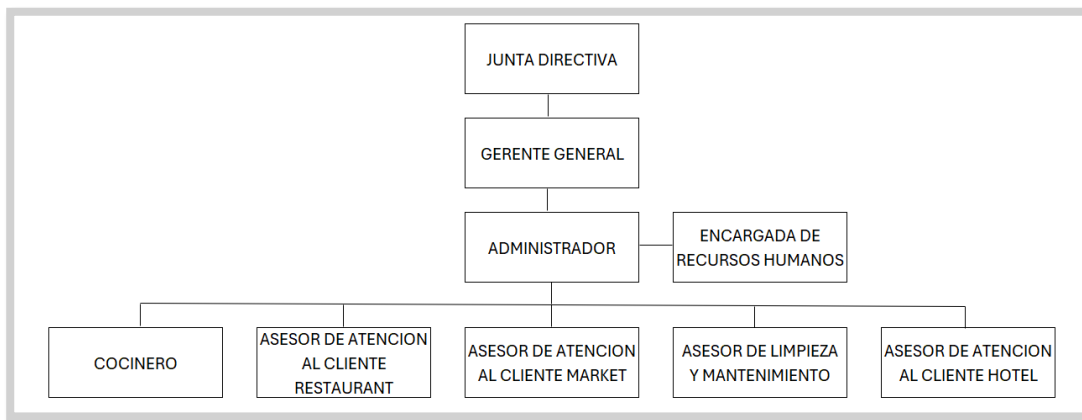 JUNTA DIRECTIVA
GERENTE GENERAL
ADMINISTRADOR
ENCARGADA DE
RECURSOS HUMANOS
COCINERO
ASESOR DE ATENCION
AL CLIENTE
RESTAURANT
ASESOR DE ATENCION
AL CLIENTE MARKET
ASESOR DE LIMPIEZA
Y MANTENIMIENTO
ASESOR DE ATENCION
AL CLIENTE HOTEL